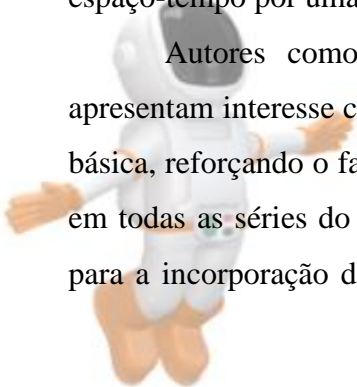 espaço-tempo por uma
Autores como
apresentam interesse c
básica, reforçando o fa
em todas as séries do
para a incorporação d